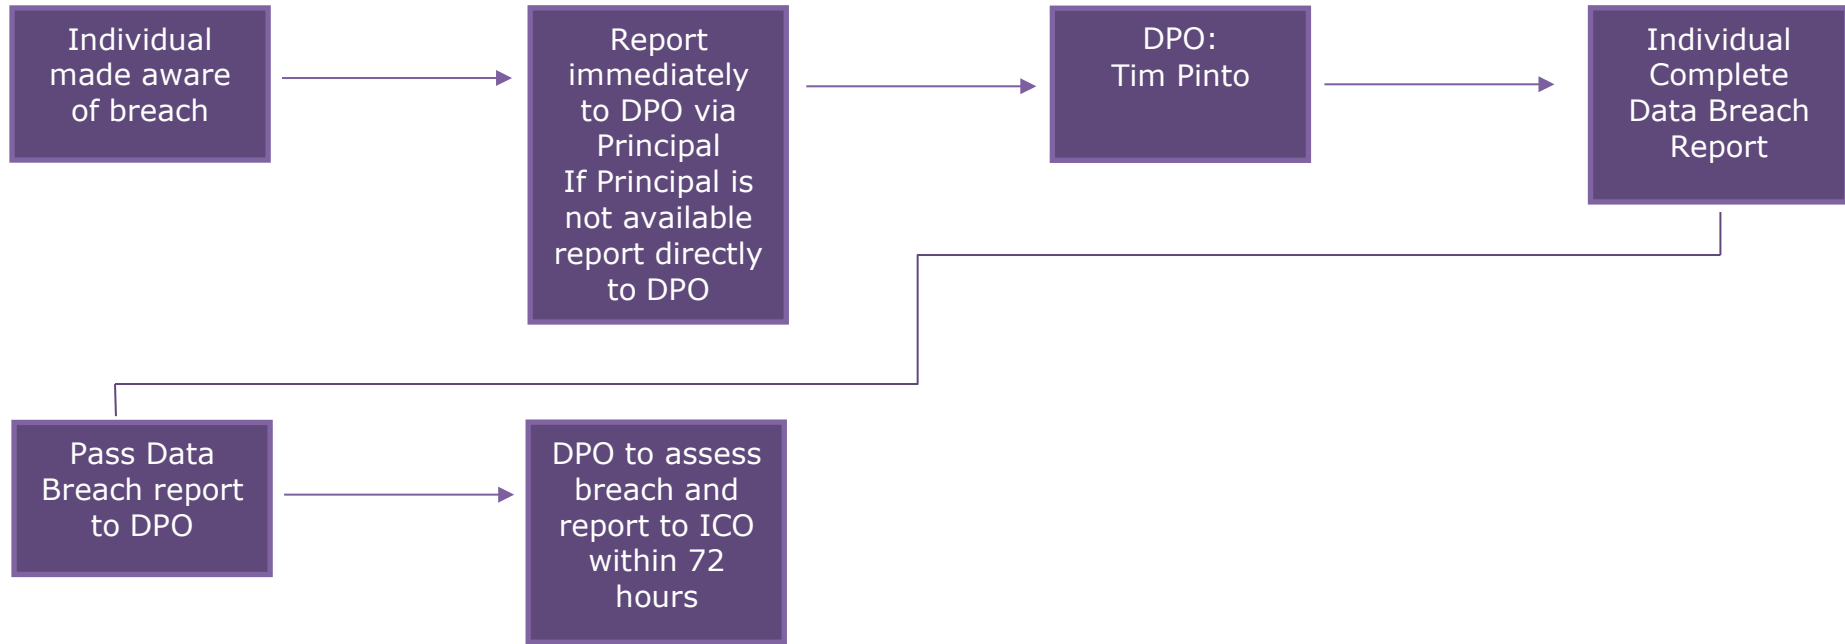 Individual
made aware
of breach
Report
immediately
to DPO via
Principal
If Principal is
not available
report directly
to DPO
DPO:
Tim Pinto
Individual
Complete
Data Breach
Report
Pass Data
Breach report
to DPO
DPO to assess
breach and
report to ICO
within 72
hours